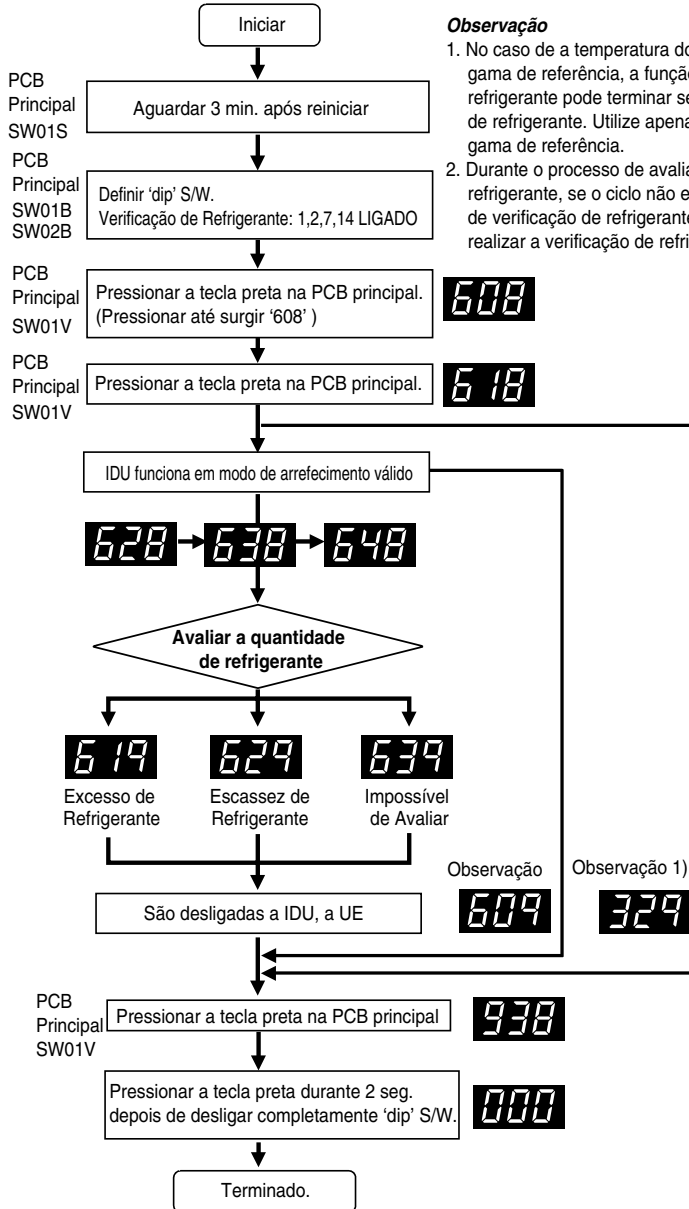 Iniciar
Observação
1. No caso de a temperatura do
gama de referência, a função
refrigerante pode terminar se
de refrigerante. Utilize apena
gama de referência.
2. Durante o processo de avalia
refrigerante, se o ciclo não e
de verificação de refrigerante
realizar a verificação de refri
PCB
Principal
SW01S
Aguardar 3 min. após reiniciar
PCB
Principal
SW01B
SW02B
Definir ‘dip’ S/W.
Verificação de Refrigerante: 1,2,7,14 LIGADO
PCB
Principal
SW01V
Pressionar a tecla preta na PCB principal.
(Pressionar até surgir ‘608’ )
608
PCB
Principal
SW01V
Pressionar a tecla preta na PCB principal.
618
IDU funciona em modo de arrefecimento válido
628
638
648
Avaliar a quantidade
de refrigerante
619
629
639
Excesso de
Refrigerante
Escassez de
Refrigerante
Impossível
de Avaliar
Observação
Observação 1)
São desligadas a IDU, a UE
609
329
PCB
Principal
SW01V
Pressionar a tecla preta na PCB principal
938
Pressionar a tecla preta durante 2 seg.
depois de desligar completamente ‘dip’ S/W.
000
Terminado.